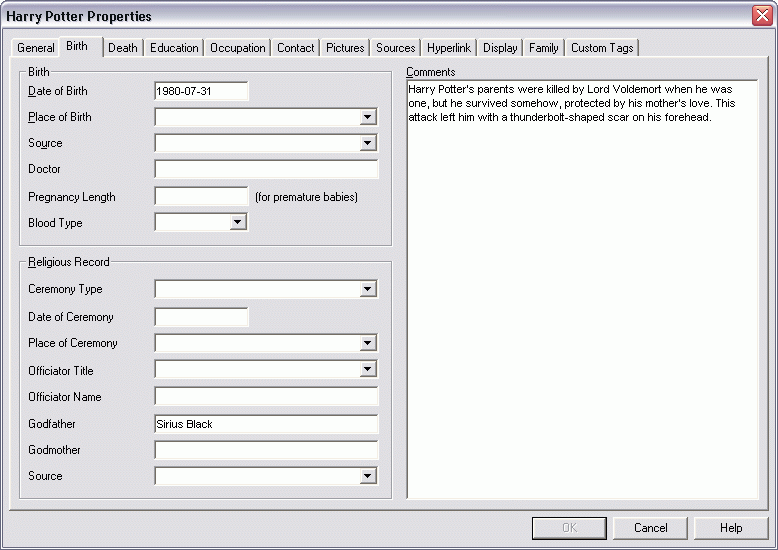 Harry Potter Properties
General Birth Death Education Occupation Contact Pictures Sources Hyperlink Display Family Custom Tags
Birth
Date of Birth 1980-07-31
Place of Birth
Source
Doctor
Pregnancy Length (for premature babies)
Blood Type
Religious Record
Ceremony Type
Date of Ceremony
Place of Ceremony
Officiator Title
Officiator Name
Godfather Sirius Black
Godmother
Source
Comments
Harry Potter's parents were killed by Lord Voldemort when he was
one, but he survived somehow, protected by his mother's love. This
attack left him with a thunderbolt-shaped scar on his forehead.
OK Cancel Help